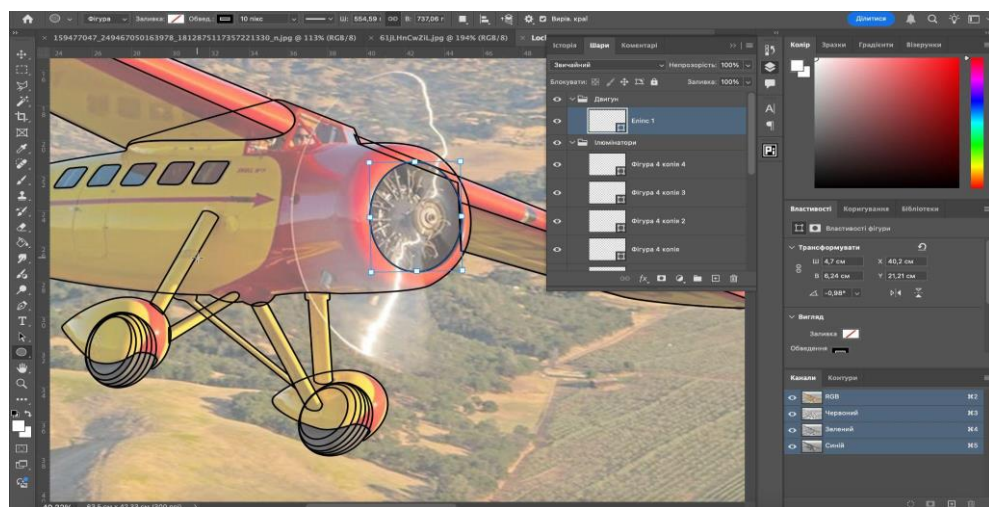 Фігура
Заливка:
Обвед.:
10 пікс
Ш: 554,59 г
В: 737,06 г
Вирів. краї
Ділитися
159477047_249467050163978_1812875117357221330_n.jpg @ 113% (RGB/8)
61jLHnCwZiL.jpg @ 194% (RGB/8)
Історія
Шари
Коментарі
Звичайний
Непрозорість: 100%
Блокувати:
Заливка: 100%
Двигун
Еліпс 1
Ілюмінатори
Фігура 4 копія 4
Фігура 4 копія 3
Фігура 4 копія 2
Фігура 4 копія
Колір
Зразки
Градієнти
Візерунки
Властивості
Коригування
Бібліотеки
Властивості фігури
Трансформувати
Ш 4,7 см
X 40,2 см
В 6,24 см
Y 21,21 см
-0,98°
Вигляд
Заливка
Обведення
Канали
Контури
RGB ⌘2
Червоний ⌘3
Зелений ⌘4
Синій ⌘5